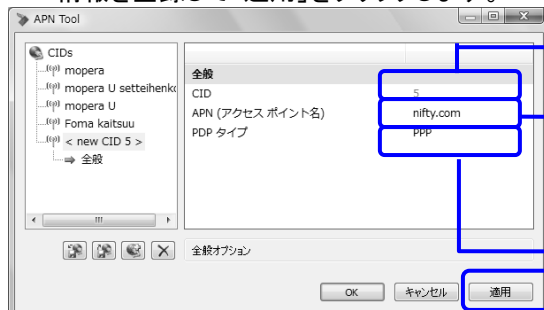 情報を登録して「適用」をクリックします。
APN Tool
CIDs
mopera
mopera U setteihenk
mopera U
Foma kaitsuu
< new CID 5 >
全般
全般
CID 5
APN (アクセス ポイント名) nifty.com
PDP タイプ PPP
全般オプション
OK キャンセル 適用